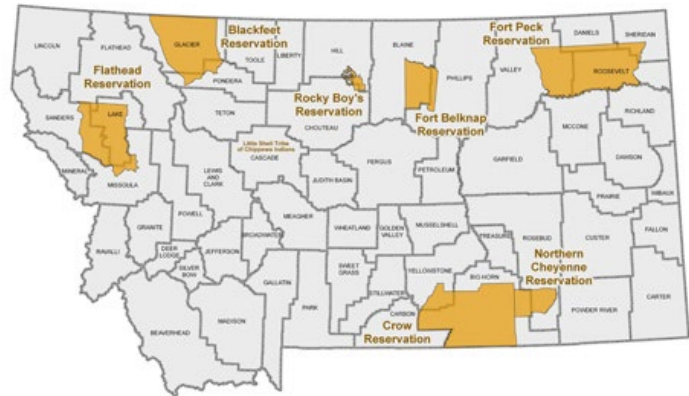 LINCOLN
FLATHEAD
GLACIER
Blackfeet
Reservation
TOOLE
LIBERTY
HILL
BLAINE
Fort Peck
Reservation
DANIELS
SHERIDAN
Flathead
Reservation
PONDERA
PHILLIPS
VALLEY
ROOSEVELT
SANDERS
LAKE
TETON
Rocky Boy's
Reservation
CHOUTEAU
Fort Belknap
Reservation
RICHLAND
MCCONE
Little Shell Tribe
of Chippewa Indians
CASCADE
MINERAL
MISSOULA
LEWIS
AND
CLARK
JUDITH BASIN
FERGUS
PETROLEUM
GARFIELD
DAWSON
PRAIRIE
WIBAUX
POWELL
GRANITE
MEAGHER
WHEATLAND
GOLDEN
VALLEY
MUSSELSHELL
TREASURE
ROSEBUD
CUSTER
FALLON
RAVALLI
DEER
LODGE
JEFFERSON
BROADWATER
SILVER
BOW
SWEET
GRASS
STILLWATER
YELLOWSTONE
BIG HORN
Northern
Cheyenne
Reservation
GALLATIN
PARK
CARBON
Crow
Reservation
POWDER RIVER
CARTER
BEAVERHEAD
MADISON